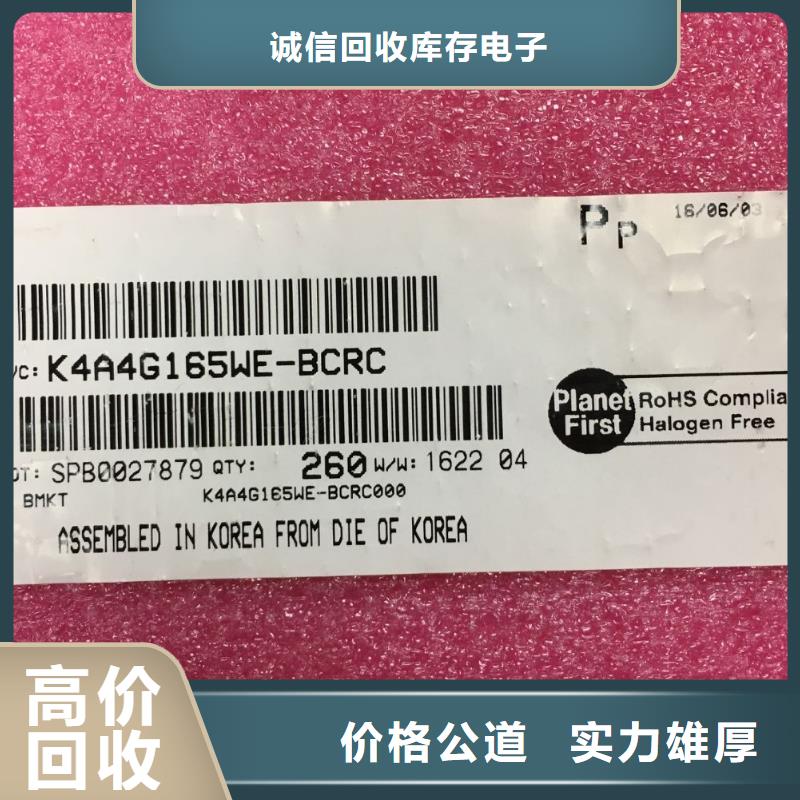 诚信回收库存电子
Pp 16/06/03
/C: K4A4G165WE-BCRC
Planet First
RoHS Complia
Halogen Free
OT: SPB0027879 QTY: 260 W/W: 1622 04
BMKT K4A4G165WE-BCRC000
ASSEMBLED IN KOREA FROM DIE OF KOREA
高价
回收
价格公道 实力雄厚